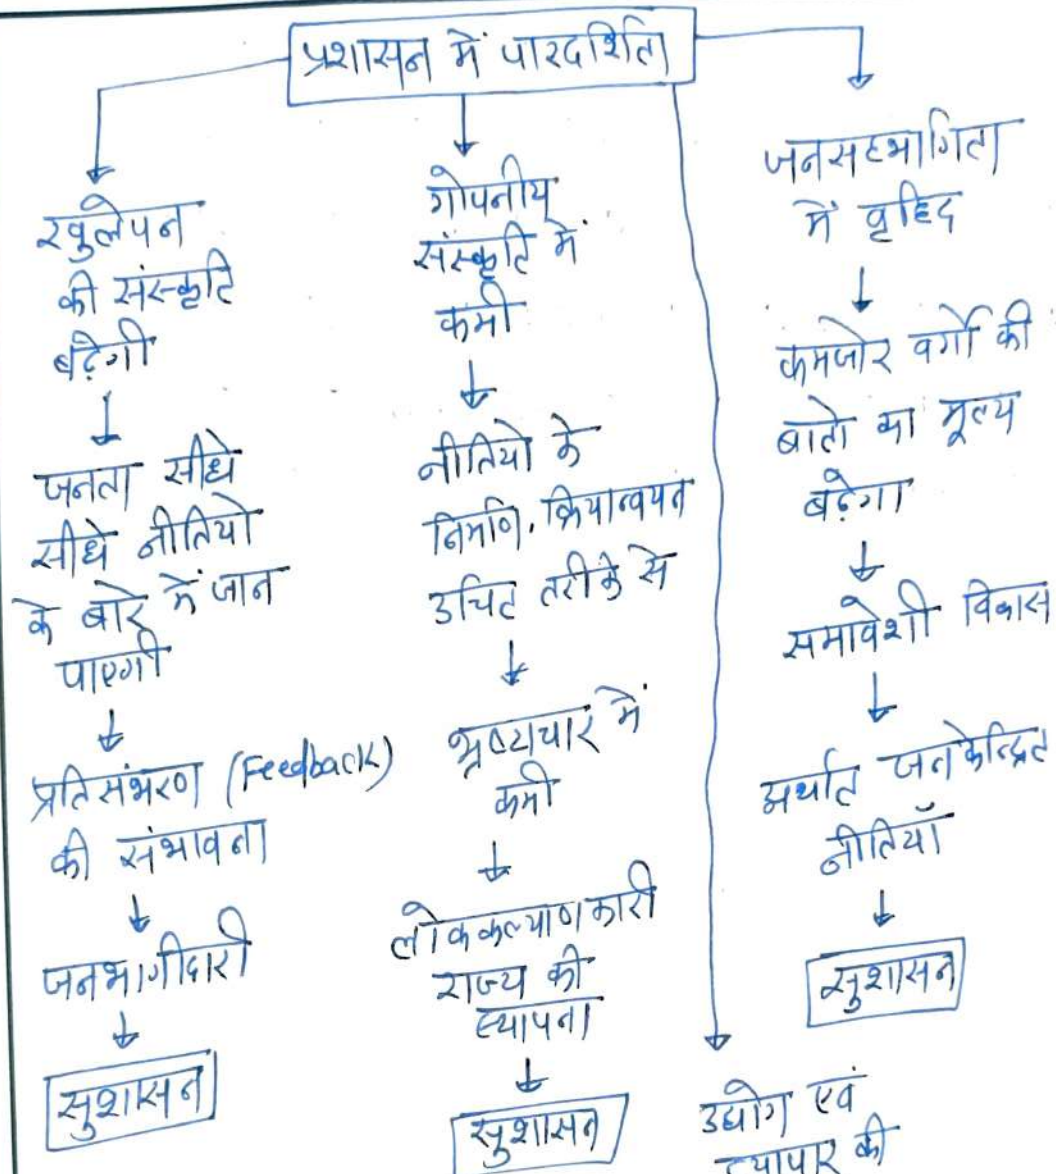 प्रशासन में पारदर्शिता
खुलेपन
की संस्कृति
बढ़ेगी
जनता सीधे
सीधे नीतियो
के बारे में जान
पाएगी
प्रतिसंभरण (Feedback)
की संभावना
जनभागीदारी
सुशासन
गोपनीय
संस्कृति में
कमी
नीतियो के
निर्माण, क्रियान्वयन
उचित तरीके से
भ्रष्टाचार में
कमी
लोककल्याणकारी
राज्य की
स्थापना
सुशासन
जनसहभागिता
में वृद्धि
कमजोर वर्गो की
बातो का मूल्य
बढ़ेगा
समावेशी विकास
अर्थात जनकेन्द्रित
नीतियाँ
सुशासन
उद्योग एवं
व्यापार की